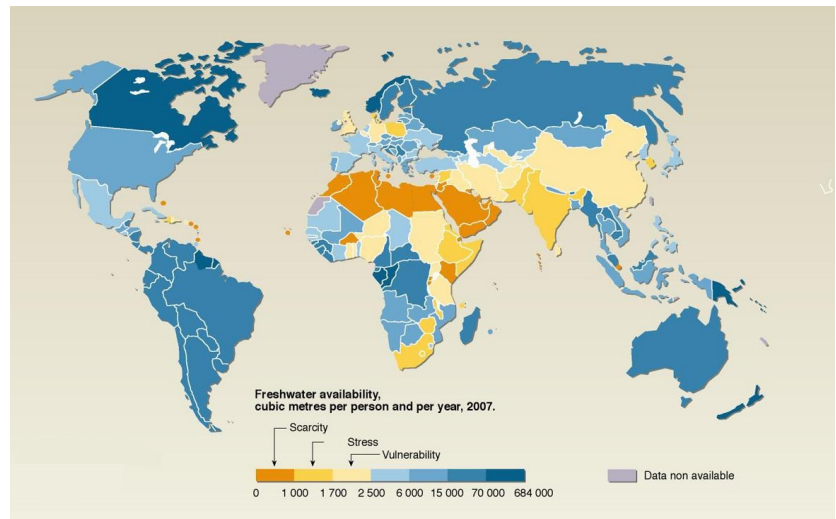 Freshwater availability,
cubic metres per person and per year, 2007.
Scarcity
Stress
Vulnerability
0 1 000 1 700 2 500 6 000 15 000 70 000 684 000
Data non available